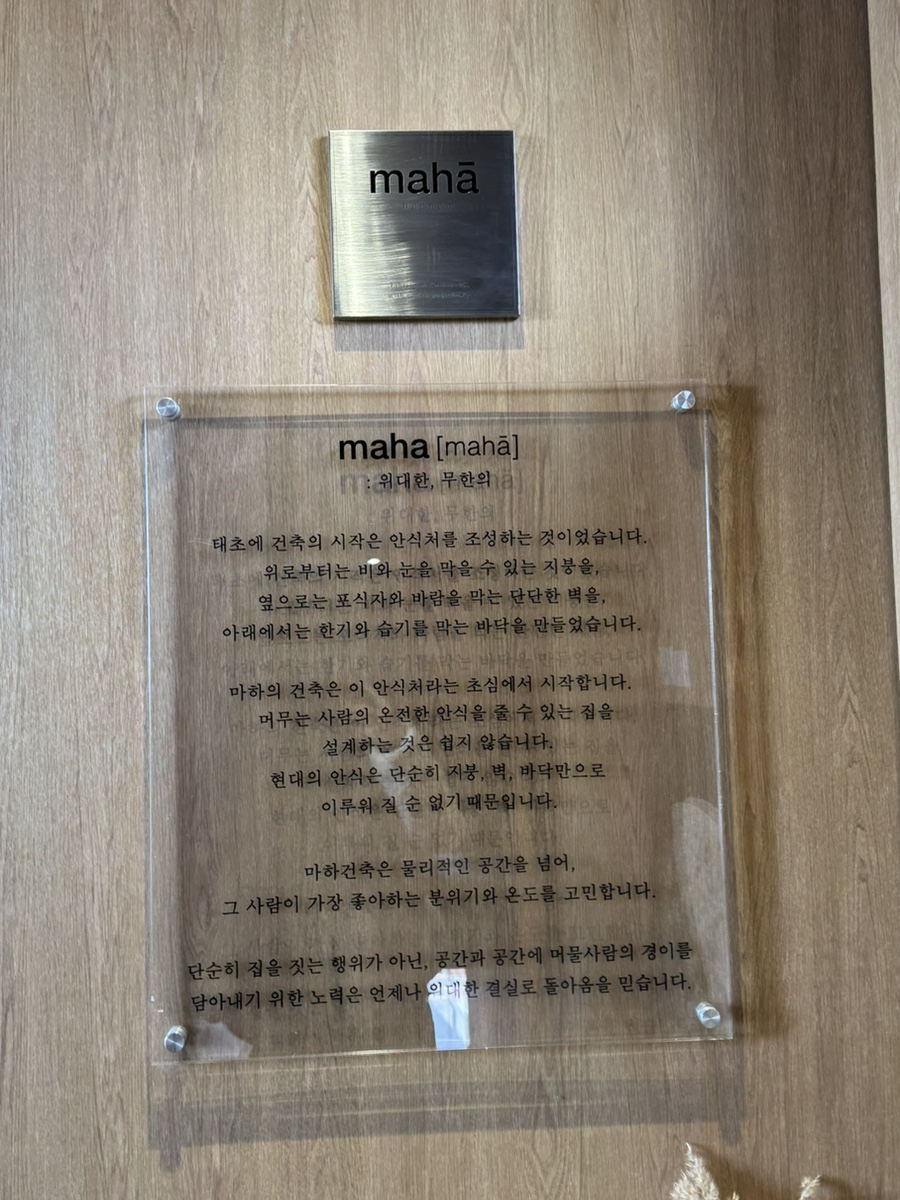 mahā
maha [mahā]
: 위대한, 무한의
태초에 건축의 시작은 안식처를 조성하는 것이었습니다.
위로부터는 비와 눈을 막을 수 있는 지붕을,
옆으로는 포식자와 바람을 막는 단단한 벽을,
아래에서는 한기와 습기를 막는 바닥을 만들었습니다.
마하의 건축은 이 안식처라는 초심에서 시작합니다.
머무는 사람의 온전한 안식을 줄 수 있는 집을
설계하는 것은 쉽지 않습니다.
현대의 안식은 단순히 지붕, 벽, 바닥만으로
이루워 질 순 없기 때문입니다.
마하건축은 물리적인 공간을 넘어,
그 사람이 가장 좋아하는 분위기와 온도를 고민합니다.
단순히 집을 짓는 행위가 아닌, 공간과 공간에 머물사람의 경이를
담아내기 위한 노력은 언제나 위대한 결실로 돌아옴을 믿습니다.